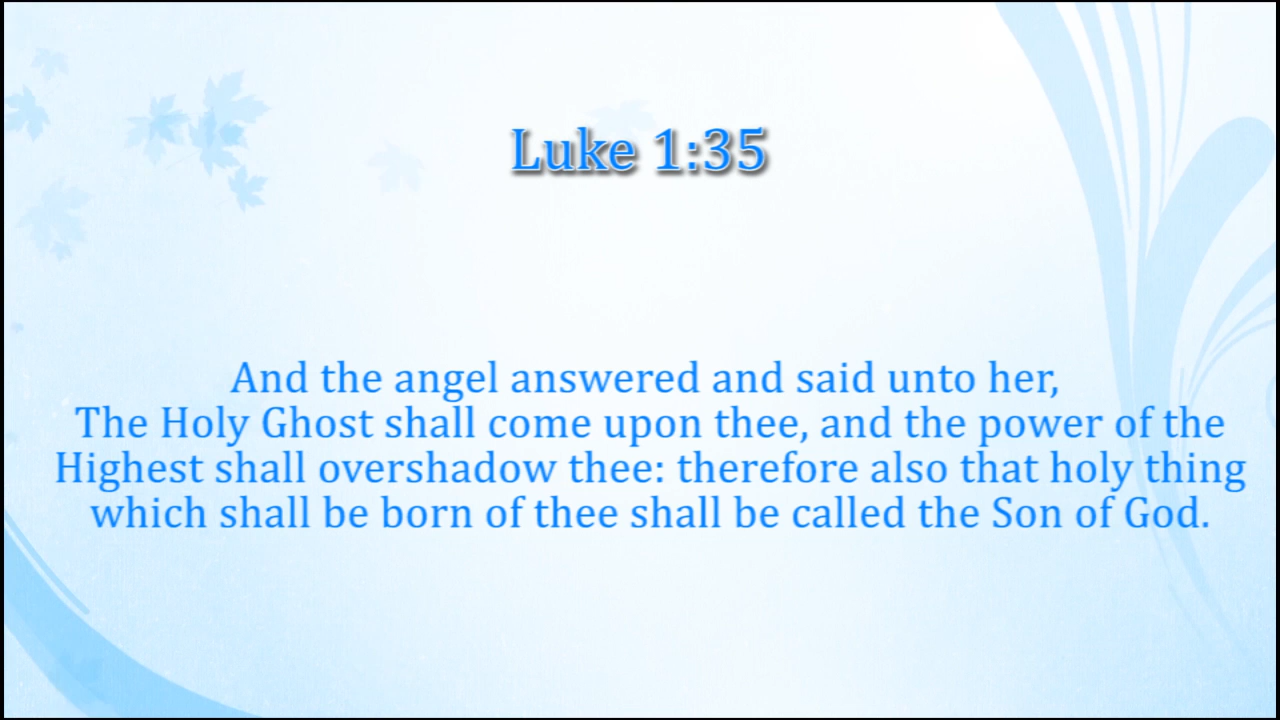 Luke 1:35
And the angel answered and said unto her,
The Holy Ghost shall come upon thee, and the power of the
Highest shall overshadow thee: therefore also that holy thing
which shall be born of thee shall be called the Son of God.